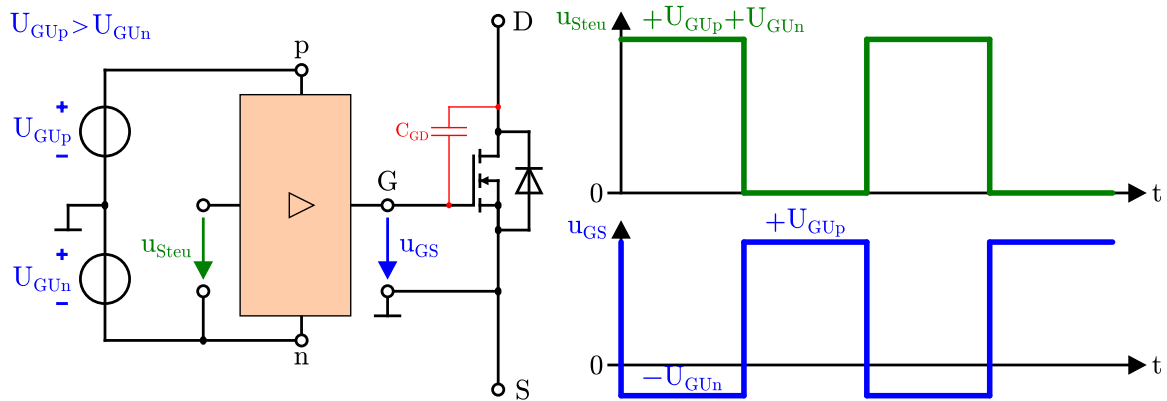 U_GUp > U_GUn
D
p
+
U_GUp
−
C_GD
G
u_Steu
u_GS
+
U_GUn
−
n
S
u_Steu
+U_GUp+U_GUn
0
t
u_GS
+U_GUp
0
t
−U_GUn